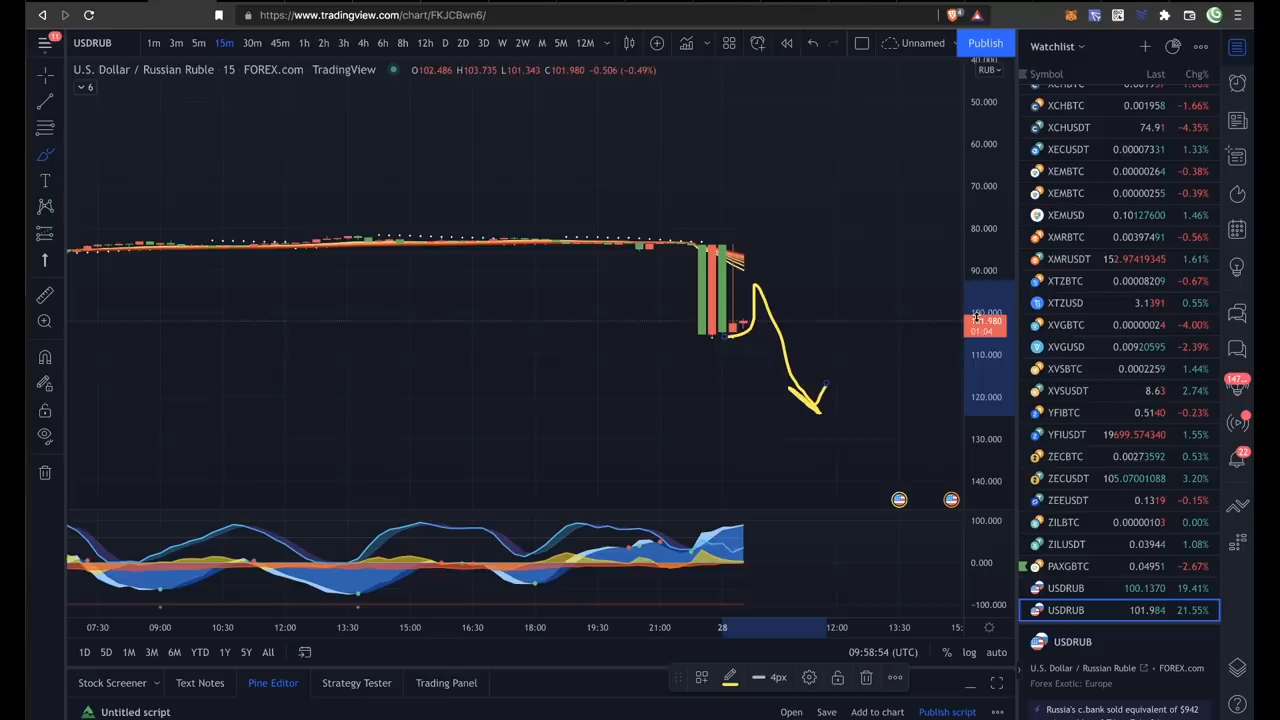 https://www.tradingview.com/chart/FKJCBwn6/
4
11
USDRUB 1m 3m 5m 15m 30m 45m 1h 2h 3h 4h 6h 8h 12h D 2D 3D W 2W M 5M 12M Unnamed Publish
Watchlist
U.S. Dollar / Russian Ruble · 15 FOREX.com TradingView O102.486 H103.735 L101.343 C101.980 −0.506 (−0.49%)
RUB
6
50.000
60.000
70.000
80.000
90.000
101.980
01:04
110.000
120.000
130.000
140.000
100.000
0.000
−100.000
07:30 09:00 10:30 12:00 13:30 15:00 16:30 18:00 19:30 21:00 28 12:00 13:30 15:
1D 5D 1M 3M 6M YTD 1Y 5Y All 09:58:54 (UTC) % log auto
Stock Screener Text Notes Pine Editor Strategy Tester Trading Panel
4px
Untitled script Open Save Add to chart Publish script
Symbol Last Chg%
XCHBTC 0.001958 −1.66%
XCHUSDT 74.91 −4.35%
XECUSDT 0.00007331 1.33%
XEMBTC 0.00000264 −0.38%
XEMBTC 0.00000255 −0.39%
XEMUSD 0.10127600 1.46%
XMRBTC 0.00397491 −0.56%
XMRUSDT 152.97419345 1.61%
XTZBTC 0.00008209 −0.67%
XTZUSD 3.1391 0.55%
XVGBTC 0.00000024 −4.00%
XVGUSD 0.00920595 −2.39%
XVSBTC 0.0002259 1.44%
XVSUSDT 8.63 2.74%
YFIBTC 0.5140 −0.23%
YFIUSDT 19699.574340 1.55%
ZECBTC 0.00273592 0.53%
ZECUSDT 105.07001088 3.20%
ZEEUSDT 0.1319 −0.15%
ZILBTC 0.00000103 0.00%
ZILUSDT 0.03944 1.08%
PAXGBTC 0.04951 −2.67%
USDRUB 100.1370 19.41%
USDRUB 101.984 21.55%
USDRUB
U.S. Dollar / Russian Ruble • FOREX.com
Forex Exotic: Europe
Russia's c.bank sold equivalent of $942
147...
22